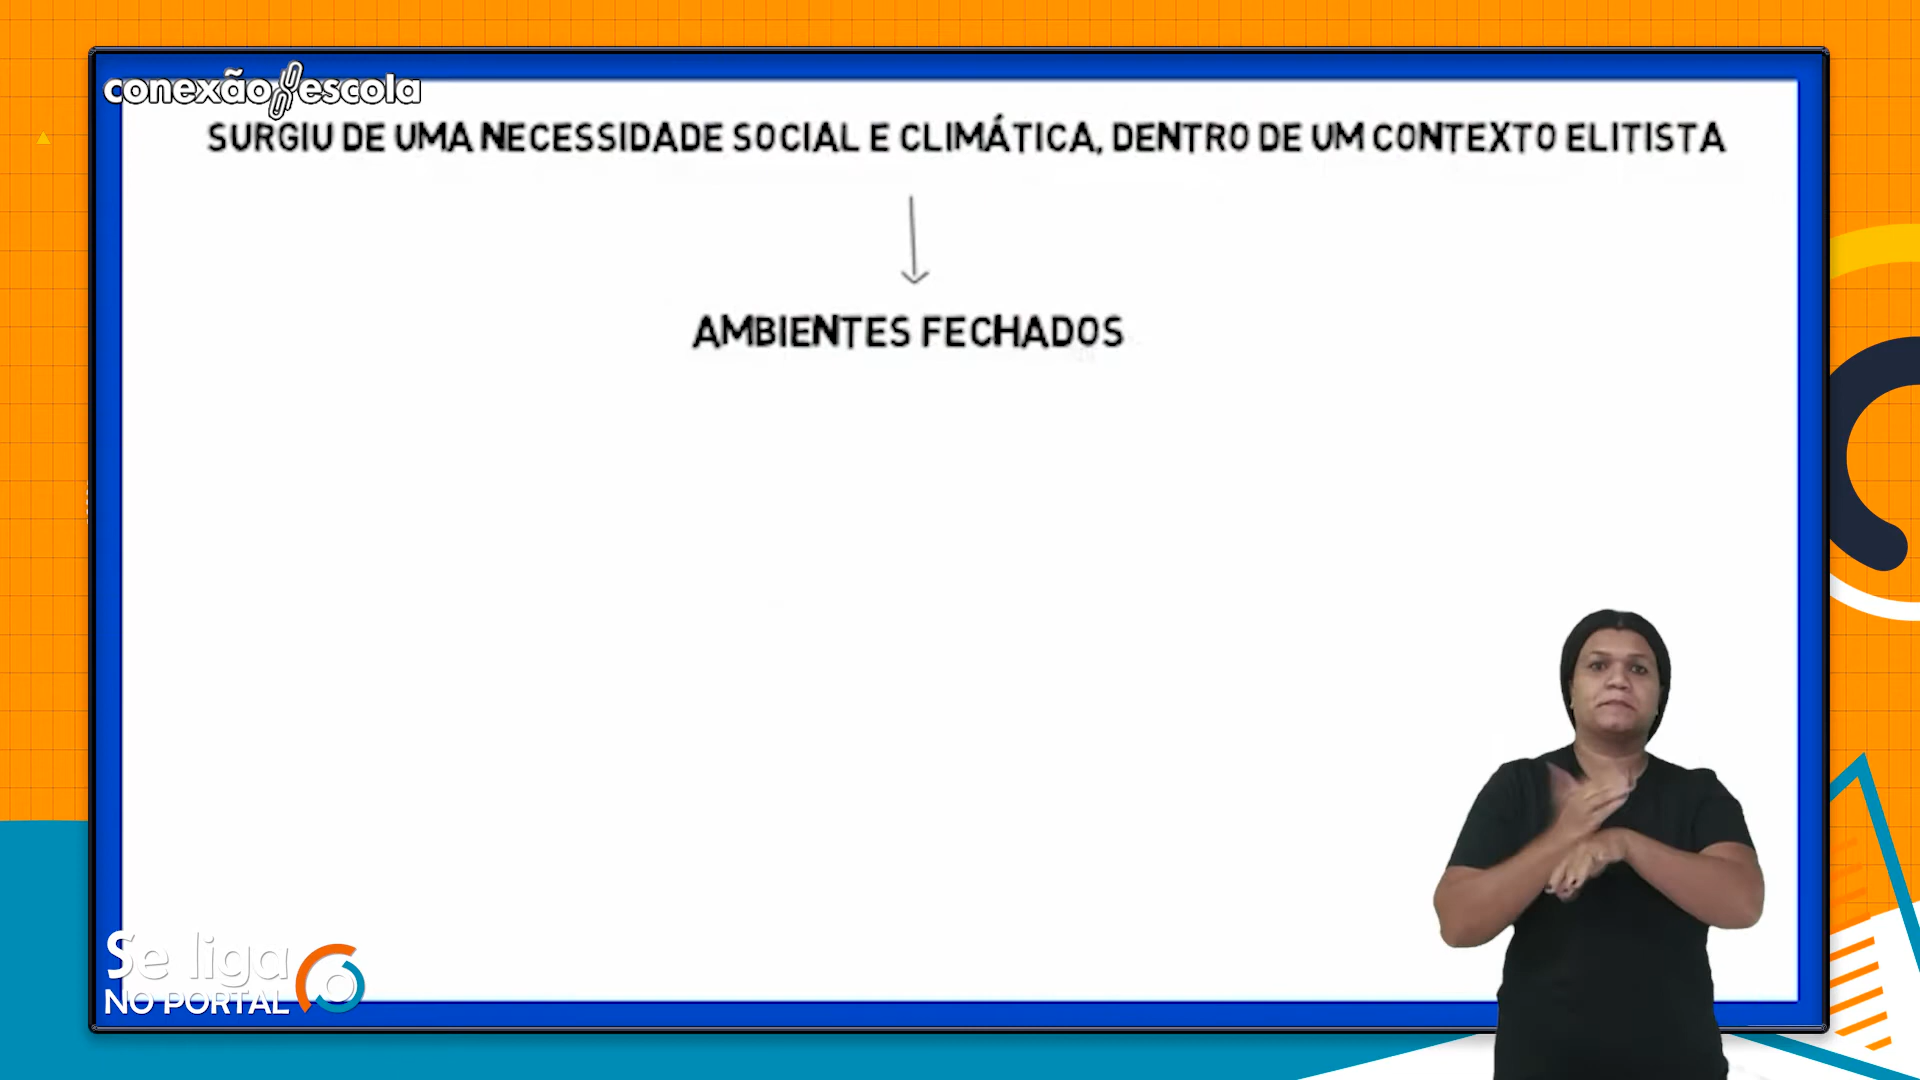 conexão escola
SURGIU DE UMA NECESSIDADE SOCIAL E CLIMÁTICA, DENTRO DE UM CONTEXTO ELITISTA
AMBIENTES FECHADOS
Se liga
NO PORTAL